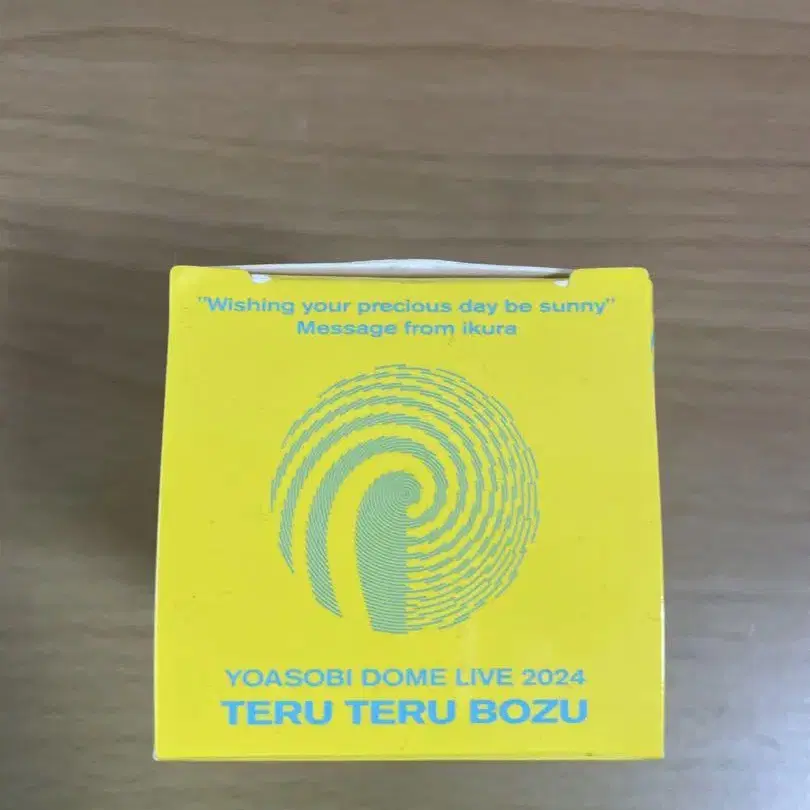 "Wishing your precious day be sunny"
Message from ikura
YOASOBI DOME LIVE 2024
TERU TERU BOZU